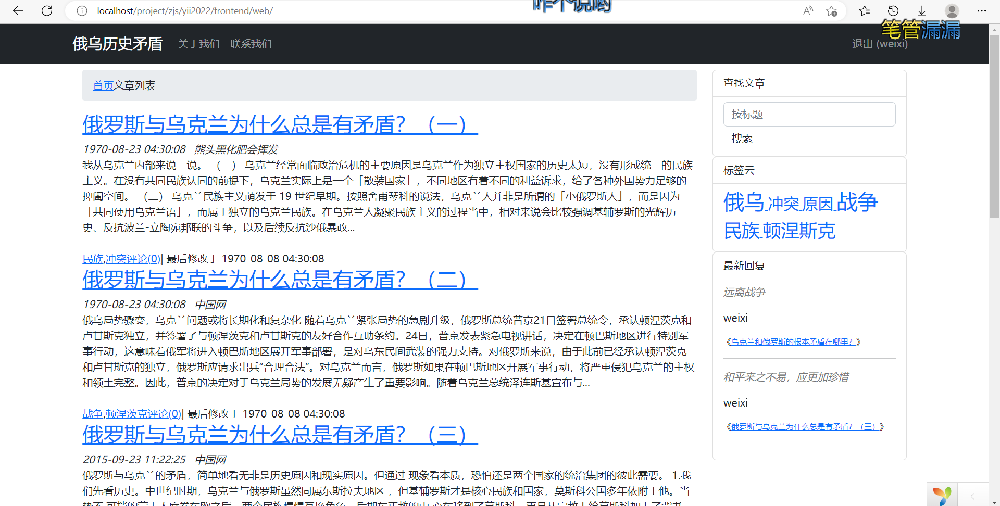 咋不说哟
localhost/project/zjs/yii2022/frontend/web/
笔管漏漏
俄乌历史矛盾 关于我们 联系我们 退出 (weixi)
首页文章列表
俄罗斯与乌克兰为什么总是有矛盾？（一）
1970-08-23 04:30:08 熊头黑化肥会挥发
我从乌克兰内部来说一说。 （一） 乌克兰经常面临政治危机的主要原因是乌克兰作为独立主权国家的历史太短，没有形成统一的民族
主义。在没有共同民族认同的前提下，乌克兰实际上是一个「散装国家」，不同地区有着不同的利益诉求，给了各种外国势力足够的
捭阖空间。 （二） 乌克兰民族主义萌发于 19 世纪早期。按照舍甫琴科的说法，乌克兰人并非是所谓的「小俄罗斯人」，而是因为
「共同使用乌克兰语」，而属于独立的乌克兰民族。在乌克兰人凝聚民族主义的过程当中，相对来说会比较强调基辅罗斯的光辉历
史、反抗波兰-立陶宛邦联的斗争，以及后续反抗沙俄暴政...
民族,冲突评论(0)| 最后修改于 1970-08-08 04:30:08
俄罗斯与乌克兰为什么总是有矛盾？（二）
1970-08-23 04:30:08 中国网
俄乌局势骤变，乌克兰问题或将长期化和复杂化 随着乌克兰紧张局势的急剧升级，俄罗斯总统普京21日签署总统令，承认顿涅茨克和
卢甘斯克独立，并签署了与顿涅茨克和卢甘斯克的友好合作互助条约。24日，普京发表紧急电视讲话，决定在顿巴斯地区进行特别军
事行动，这意味着俄军将进入顿巴斯地区展开军事部署，是对乌东民间武装的强力支持。对俄罗斯来说，由于此前已经承认顿涅茨克
和卢甘斯克的独立，俄罗斯应请求出兵“合理合法”。对乌克兰而言，俄罗斯如果在顿巴斯地区开展军事行动，将严重侵犯乌克兰的主权
和领土完整。因此，普京的决定对于乌克兰局势的发展无疑产生了重要影响。随着乌克兰总统泽连斯基宣布与...
战争,顿涅茨克评论(0)| 最后修改于 1970-08-08 04:30:08
俄罗斯与乌克兰为什么总是有矛盾？（三）
2015-09-23 11:22:25 中国网
俄罗斯与乌克兰的矛盾，简单地看无非是历史原因和现实原因。但通过 现象看本质，恐怕还是两个国家的统治集团的彼此需要。 1.我
们先看历史。中世纪时期，乌克兰与俄罗斯虽然同属东斯拉夫地区 ，但基辅罗斯才是核心民族和国家，莫斯科公国多年依附于他。当
查找文章
按标题
搜索
标签云
俄乌 冲突 原因 战争
民族 顿涅斯克
最新回复
远离战争
weixi
《乌克兰和俄罗斯的根本矛盾在哪里？》
和平来之不易，应更加珍惜
weixi
《俄罗斯与乌克兰为什么总是有矛盾？（三）》